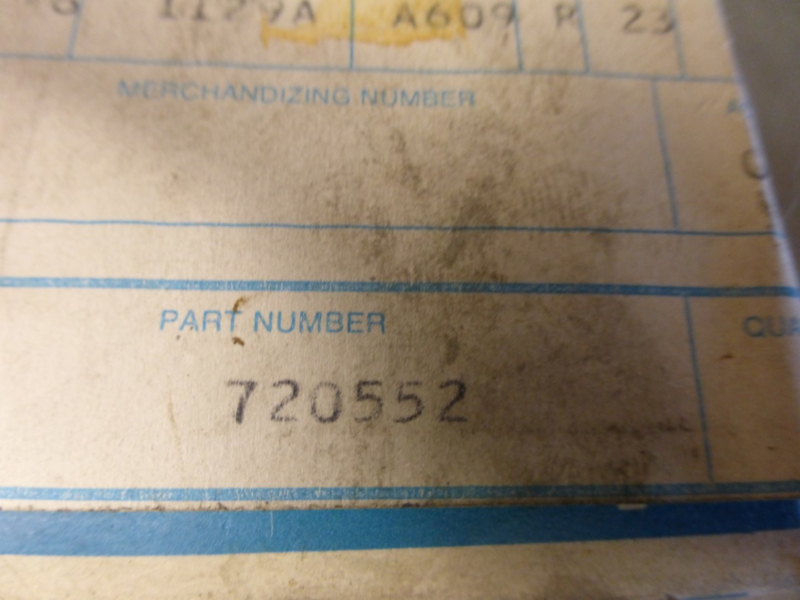 1129A A609 R 23
MERCHANDIZING NUMBER
PART NUMBER
720552